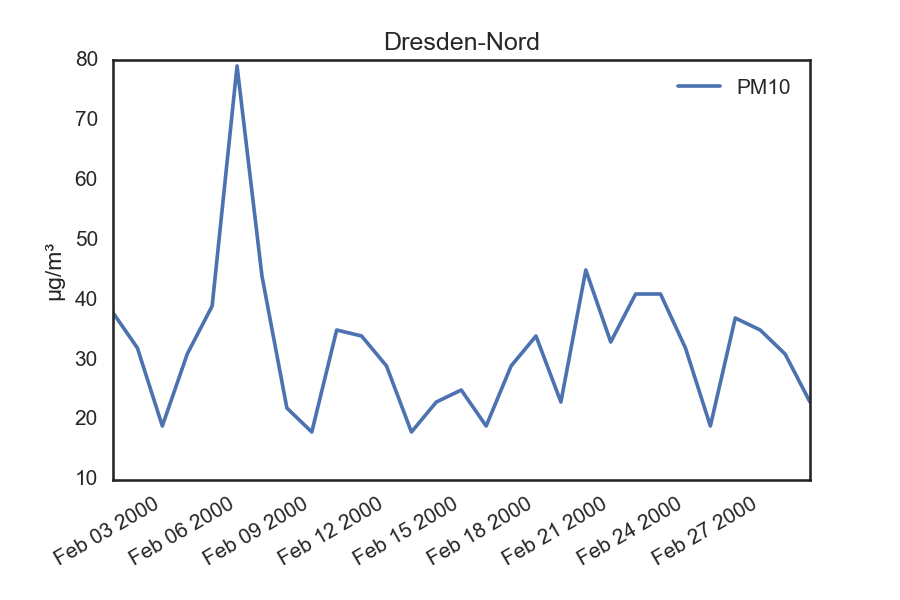 Dresden-Nord
80
70
60
50
40
30
20
10
µg/m³
PM10
Feb 03 2000
Feb 06 2000
Feb 09 2000
Feb 12 2000
Feb 15 2000
Feb 18 2000
Feb 21 2000
Feb 24 2000
Feb 27 2000